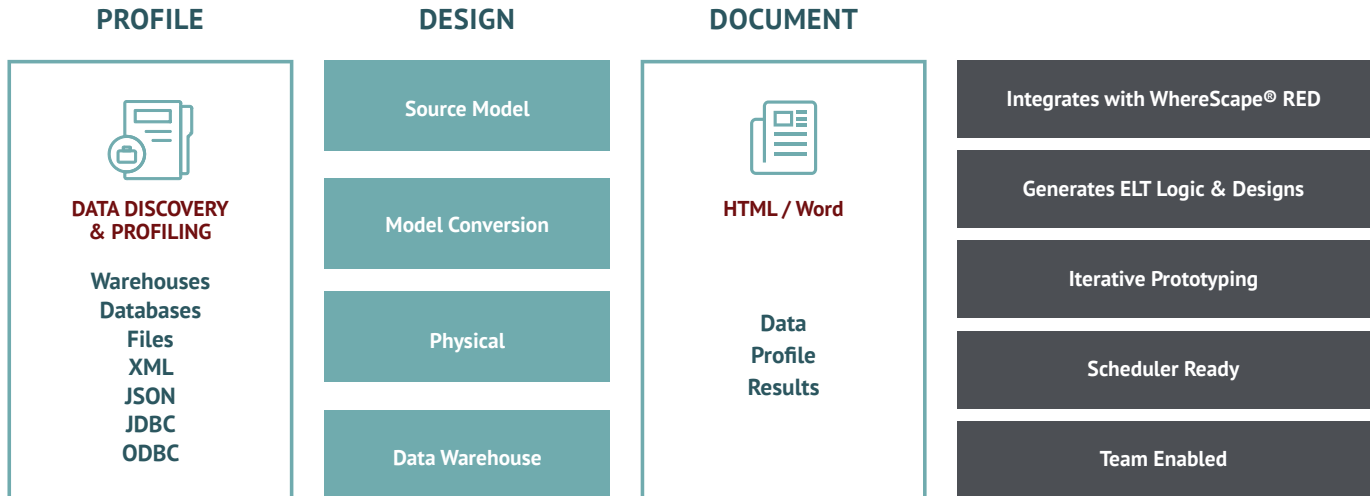 PROFILE
DATA DISCOVERY
& PROFILING
Warehouses
Databases
Files
XML
JSON
JDBC
ODBC
DESIGN
Source Model
Model Conversion
Physical
Data Warehouse
DOCUMENT
HTML / Word
Data
Profile
Results
Integrates with WhereScape® RED
Generates ELT Logic & Designs
Iterative Prototyping
Scheduler Ready
Team Enabled